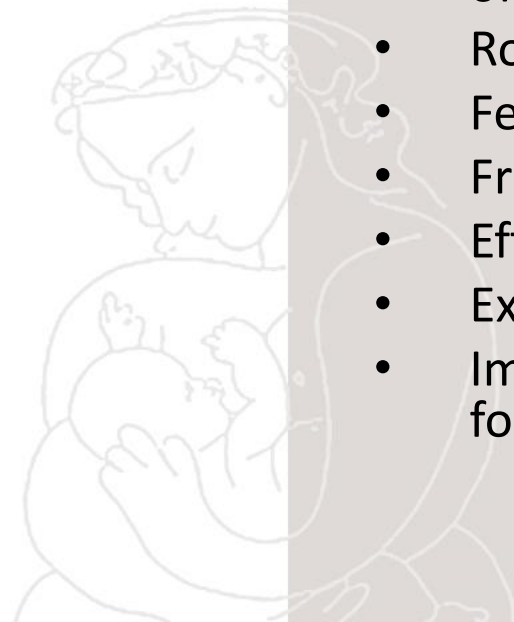 • Ro
• Fe
• Fr
• Ef
• Ex
• Im
fo